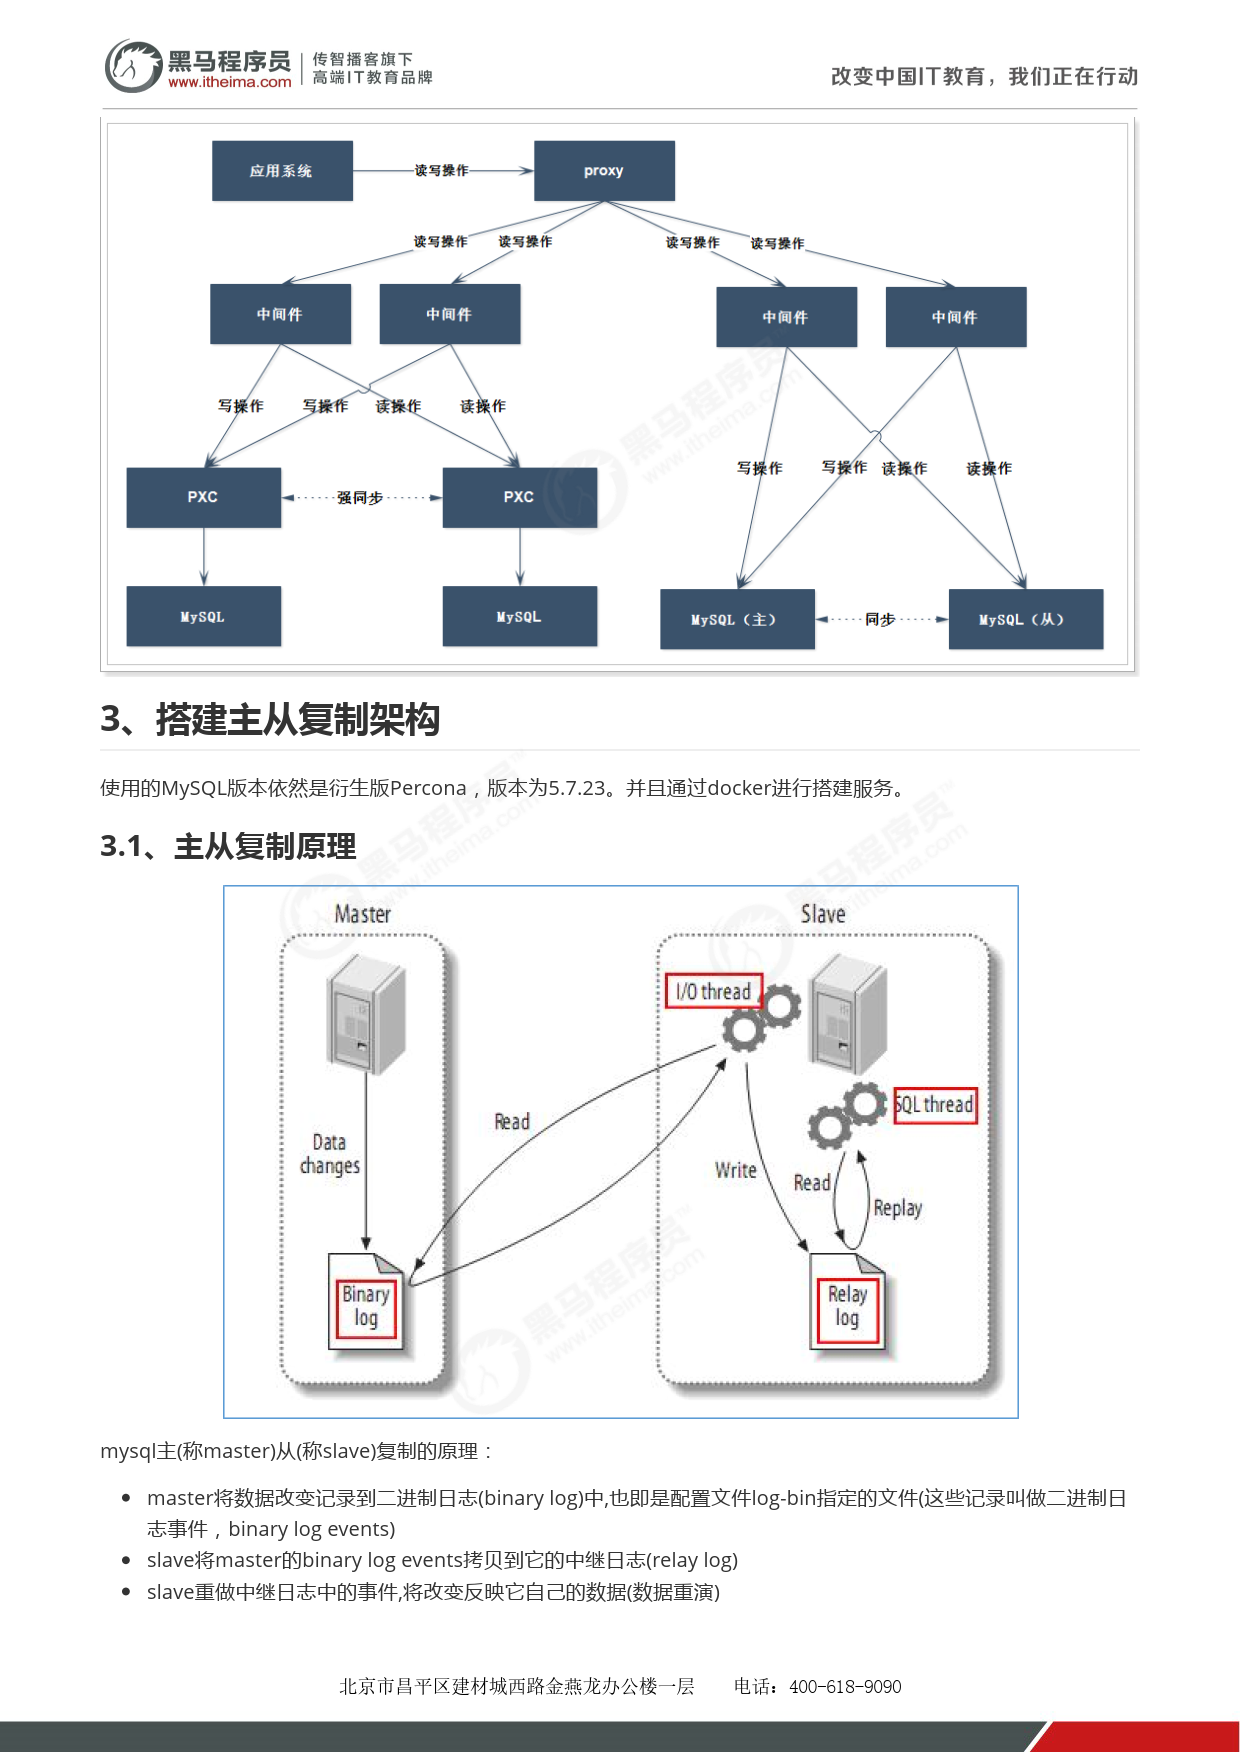 黑马程序员
www.itheima.com
传智播客旗下
高端IT教育品牌
改变中国IT教育，我们正在行动
应用系统
读写操作
proxy
读写操作 读写操作 读写操作 读写操作
中间件 中间件 中间件 中间件
写操作 写操作 读操作 读操作
写操作 写操作 读操作 读操作
PXC 强同步 PXC
MySQL MySQL
MySQL（主） 同步 MySQL（从）
3、搭建主从复制架构
使用的MySQL版本依然是衍生版Percona，版本为5.7.23。并且通过docker进行搭建服务。
3.1、主从复制原理
Master
Slave
I/O thread
SQL thread
Read
Data
changes
Write
Read
Replay
Binary
log
Relay
log
mysql主(称master)从(称slave)复制的原理：
master将数据改变记录到二进制日志(binary log)中,也即是配置文件log-bin指定的文件(这些记录叫做二进制日
志事件，binary log events)
slave将master的binary log events拷贝到它的中继日志(relay log)
slave重做中继日志中的事件,将改变反映它自己的数据(数据重演)
北京市昌平区建材城西路金燕龙办公楼一层 电话：400-618-9090